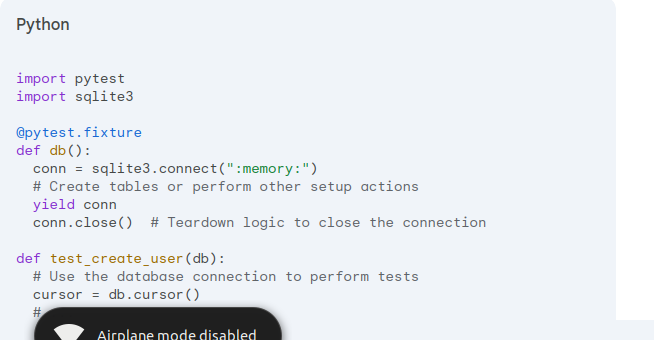 Python
import pytest
import sqlite3
@pytest.fixture
def db():
  conn = sqlite3.connect(":memory:")
  # Create tables or perform other setup actions
  yield conn
  conn.close()  # Teardown logic to close the connection
def test_create_user(db):
  # Use the database connection to perform tests
  cursor = db.cursor()
  #
Airplane mode disabled